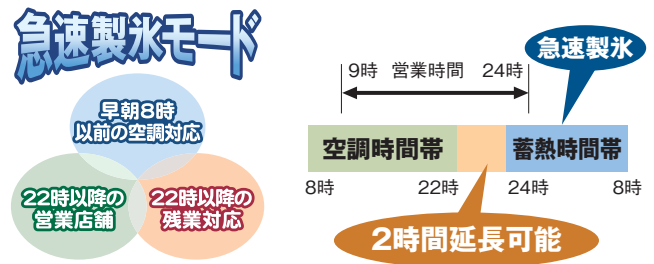 急速製氷モード
早朝8時
以前の空調対応
22時以降の
営業店舗
22時以降の
残業対応
9時 営業時間 24時
急速製氷
空調時間帯
蓄熱時間帯
8時 22時 24時 8時
2時間延長可能